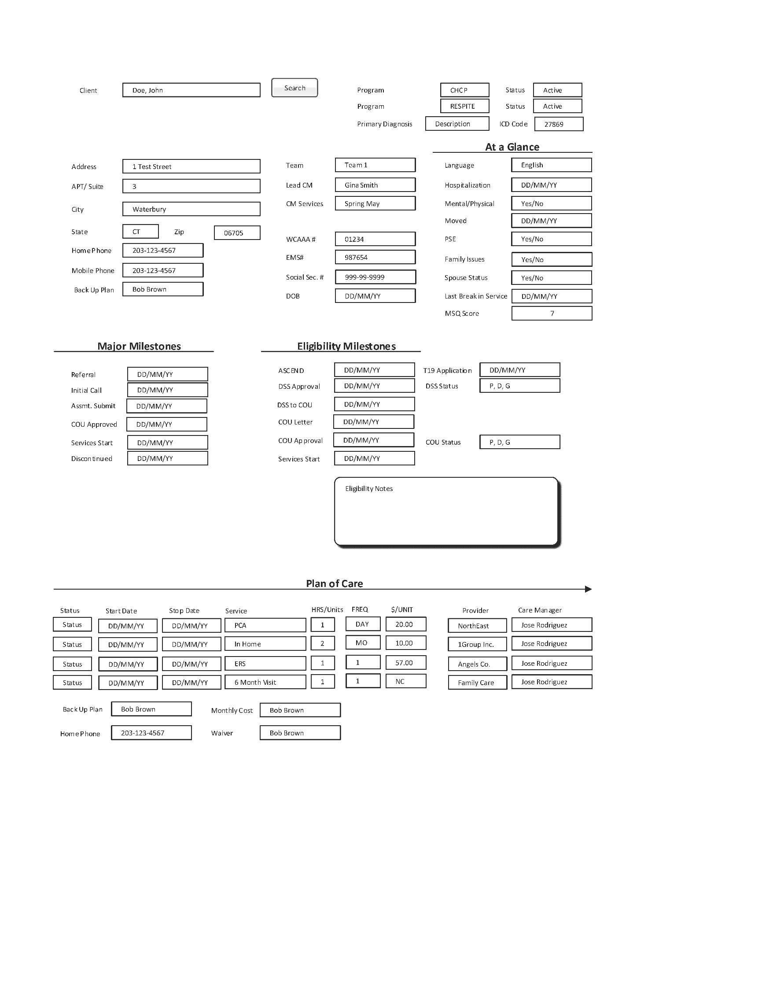 Client Doe, John Search Program CHCP Status Active
Program RESPITE Status Active
Primary Diagnosis Description ICD Code 27869
At a Glance
Address 1 Test Street Team Team 1 Language English
APT/ Suite 3 Lead CM Gina Smith Hospitalization DD/MM/YY
City Waterbury CM Services Spring May Mental/Physical Yes/No
Moved DD/MM/YY
State CT Zip 06705 WCAAA # 01234 PSE Yes/No
Home Phone 203-123-4567 EMS# 987654 Family Issues Yes/No
Mobile Phone 203-123-4567 Social Sec. # 999-99-9999 Spouse Status Yes/No
Back Up Plan Bob Brown DOB DD/MM/YY Last Break in Service DD/MM/YY
MSQ Score 7
Major Milestones Eligibility Milestones
Referral DD/MM/YY ASCEND DD/MM/YY T19 Application DD/MM/YY
Initial Call DD/MM/YY DSS Approval DD/MM/YY DSS Status P, D, G
Assmt. Submit DD/MM/YY DSS to COU DD/MM/YY
COU Approved DD/MM/YY COU Letter DD/MM/YY
Services Start DD/MM/YY COU Approval DD/MM/YY COU Status P, D, G
Discontinued DD/MM/YY Services Start DD/MM/YY
Eligibility Notes
Plan of Care
Status Start Date Stop Date Service HRS/Units FREQ $/UNIT Provider Care Manager
Status DD/MM/YY DD/MM/YY PCA 1 DAY 20.00 NorthEast Jose Rodriguez
Status DD/MM/YY DD/MM/YY In Home 2 MO 10.00 1Group Inc. Jose Rodriguez
Status DD/MM/YY DD/MM/YY ERS 1 1 57.00 Angels Co. Jose Rodriguez
Status DD/MM/YY DD/MM/YY 6 Month Visit 1 1 NC Family Care Jose Rodriguez
Back Up Plan Bob Brown Monthly Cost Bob Brown
Home Phone 203-123-4567 Waiver Bob Brown